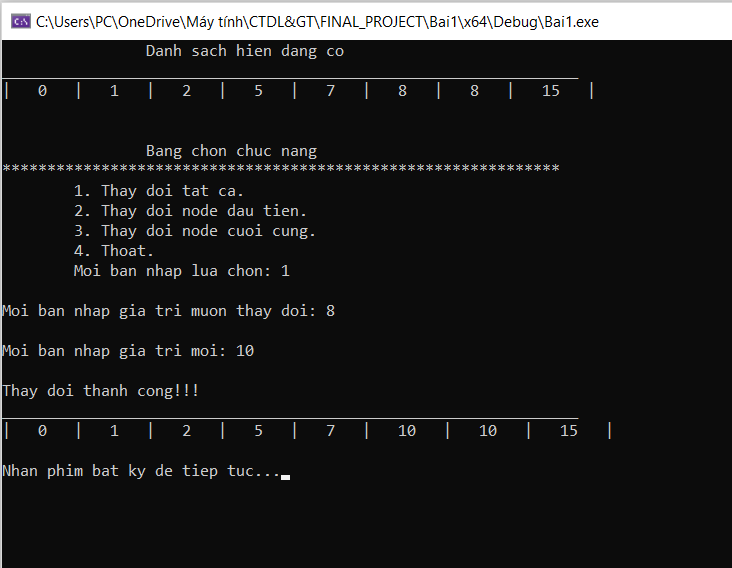 C:\Users\PC\OneDrive\Máy tính\CTDL&GT\FINAL_PROJECT\Bai1\x64\Debug\Bai1.exe
Danh sach hien dang co
________________________________________________________________
|   0   |   1   |   2   |   5   |   7   |   8   |   8   |   15   |
Bang chon chuc nang
**************************************************************
1. Thay doi tat ca.
2. Thay doi node dau tien.
3. Thay doi node cuoi cung.
4. Thoat.
Moi ban nhap lua chon: 1
Moi ban nhap gia tri muon thay doi: 8
Moi ban nhap gia tri moi: 10
Thay doi thanh cong!!!
________________________________________________________________
|   0   |   1   |   2   |   5   |   7   |   10   |   10   |   15   |
Nhan phim bat ky de tiep tuc...